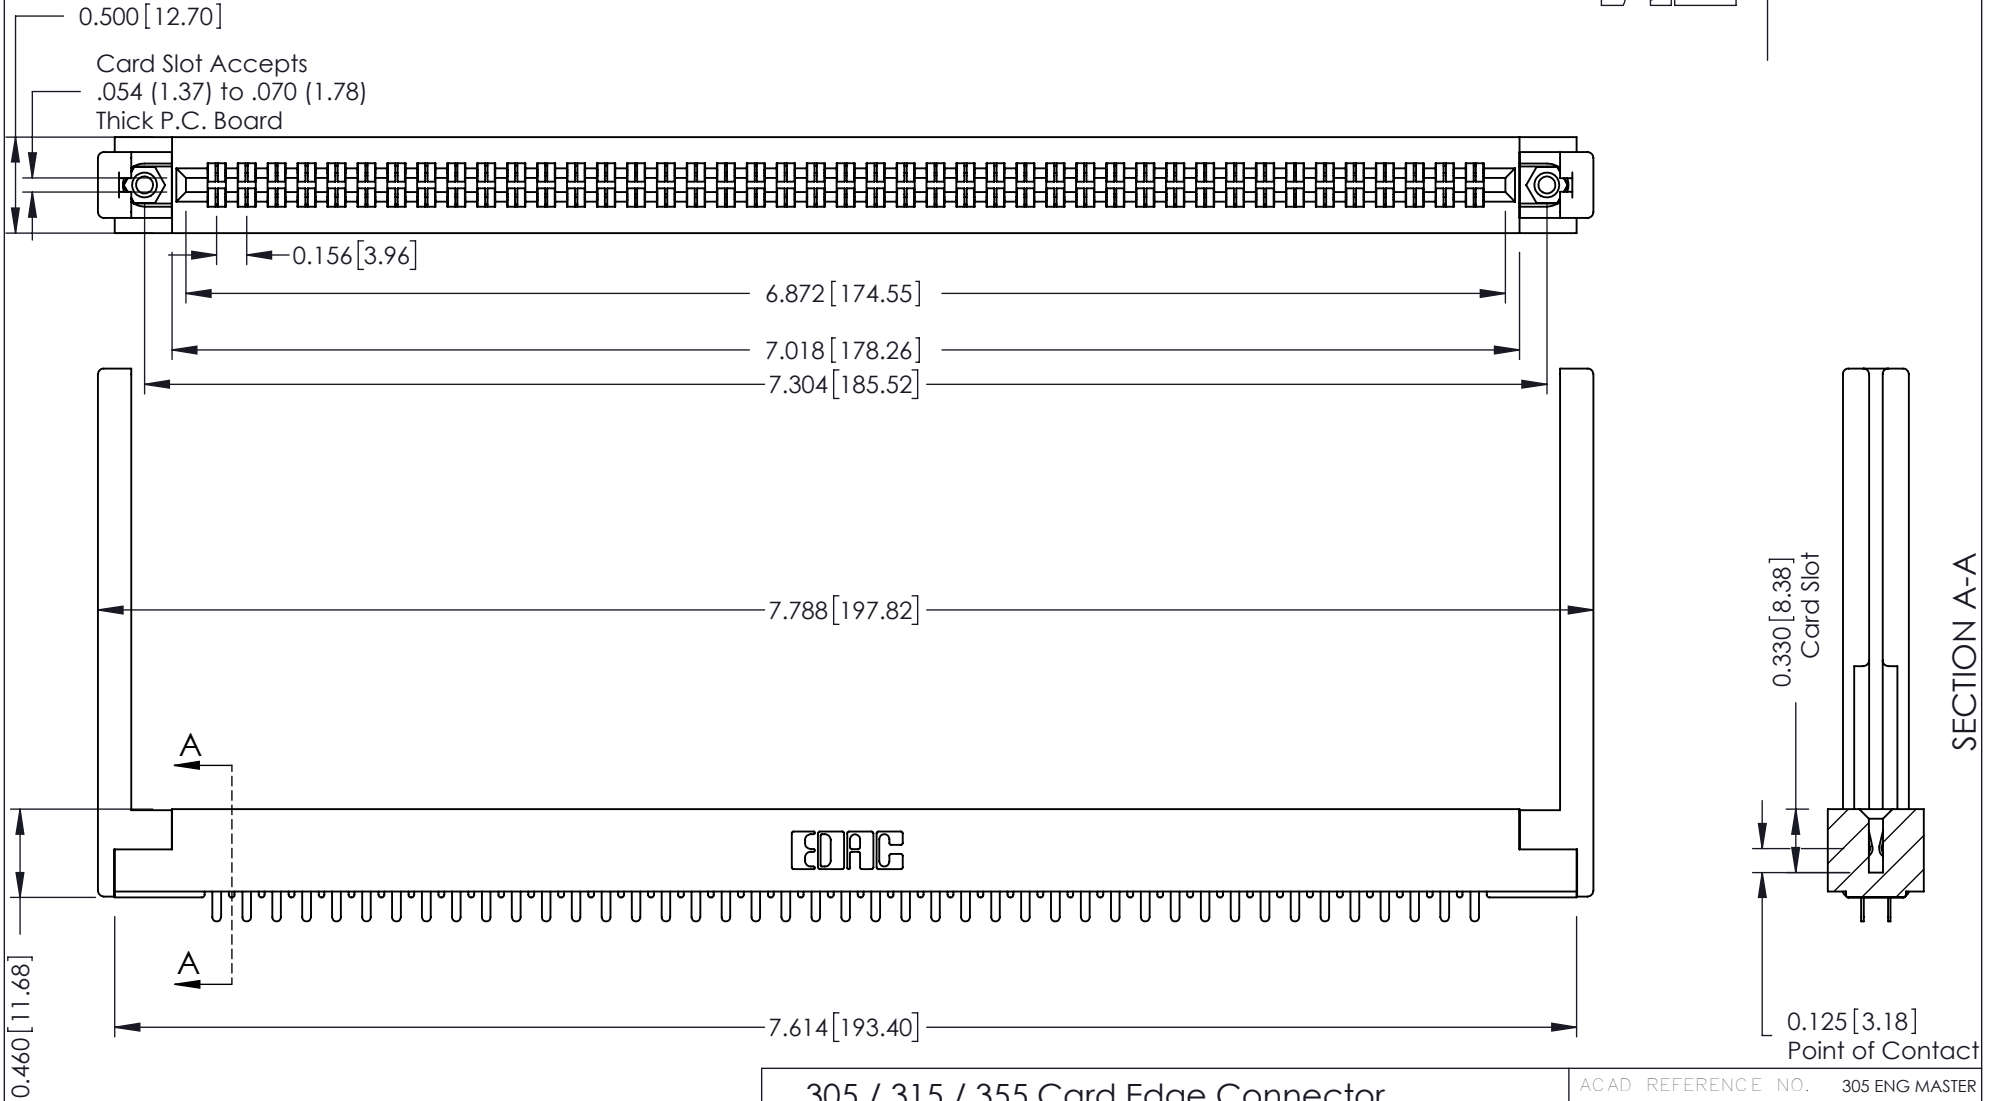 0.500[12.70]
Card Slot Accepts
.054 (1.37) to .070 (1.78)
Thick P.C. Board
0.156[3.96]
6.872[174.55]
7.018[178.26]
7.304[185.52]
7.788[197.82]
0.330[8.38]
Card Slot
SECTION A-A
A
EDAC
A
0.460[11.68]
7.614[193.40]
0.125[3.18]
Point of Contact
305 / 315 / 355 Card Edge Connector
ACAD REFERENCE NO. 305 ENG MASTER